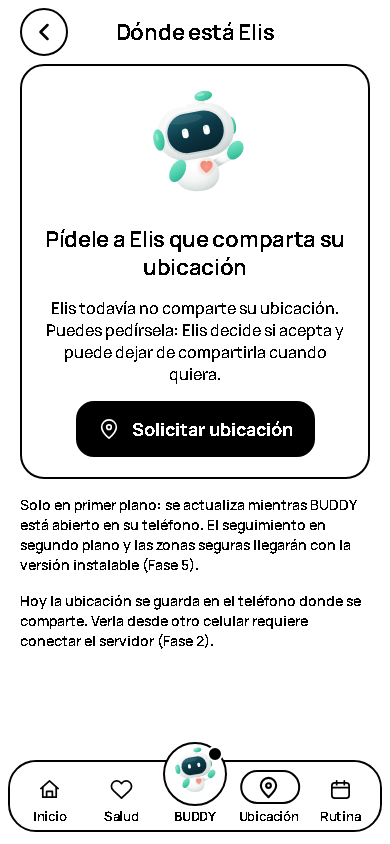 Dónde está Elis
Pídele a Elis que comparta su
ubicación
Elis todavía no comparte su ubicación.
Puedes pedírsela: Elis decide si acepta y
puede dejar de compartirla cuando
quiera.
Solicitar ubicación
Solo en primer plano: se actualiza mientras BUDDY
está abierto en su teléfono. El seguimiento en
segundo plano y las zonas seguras llegarán con la
versión instalable (Fase 5).
Hoy la ubicación se guarda en el teléfono donde se
comparte. Verla desde otro celular requiere
conectar el servidor (Fase 2).
Inicio
Salud
BUDDY
Ubicación
Rutina